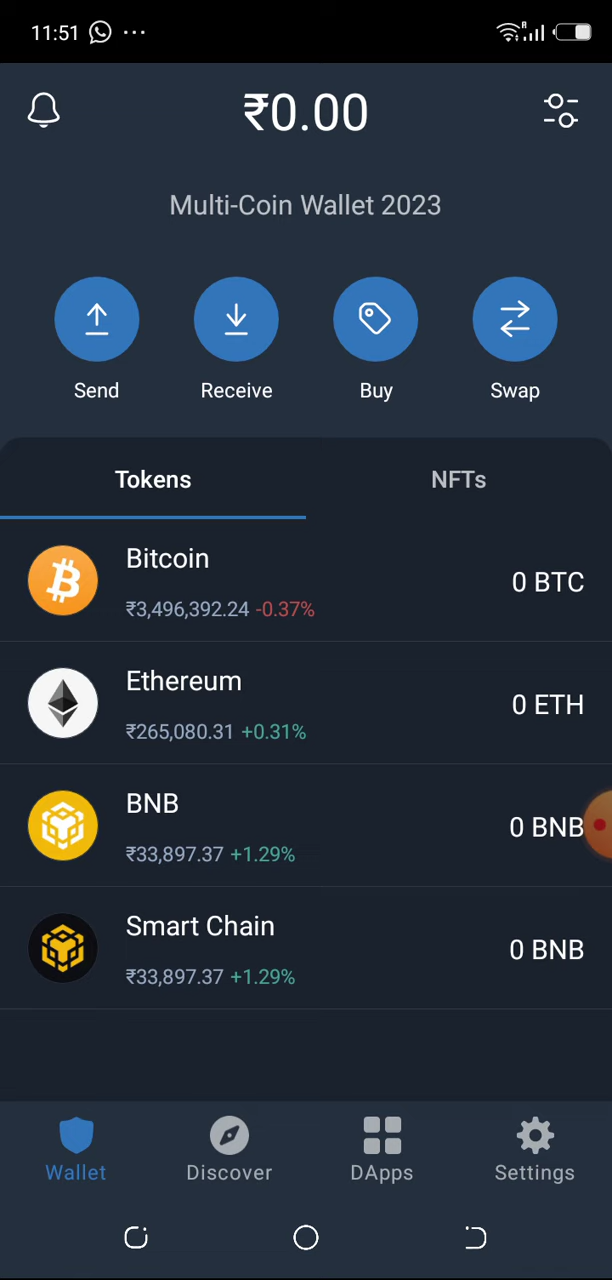 11:51
₹0.00
Multi-Coin Wallet 2023
Send Receive Buy Swap
Tokens NFTs
Bitcoin
₹3,496,392.24 -0.37%
0 BTC
Ethereum
₹265,080.31 +0.31%
0 ETH
BNB
₹33,897.37 +1.29%
0 BNB
Smart Chain
₹33,897.37 +1.29%
0 BNB
Wallet Discover DApps Settings